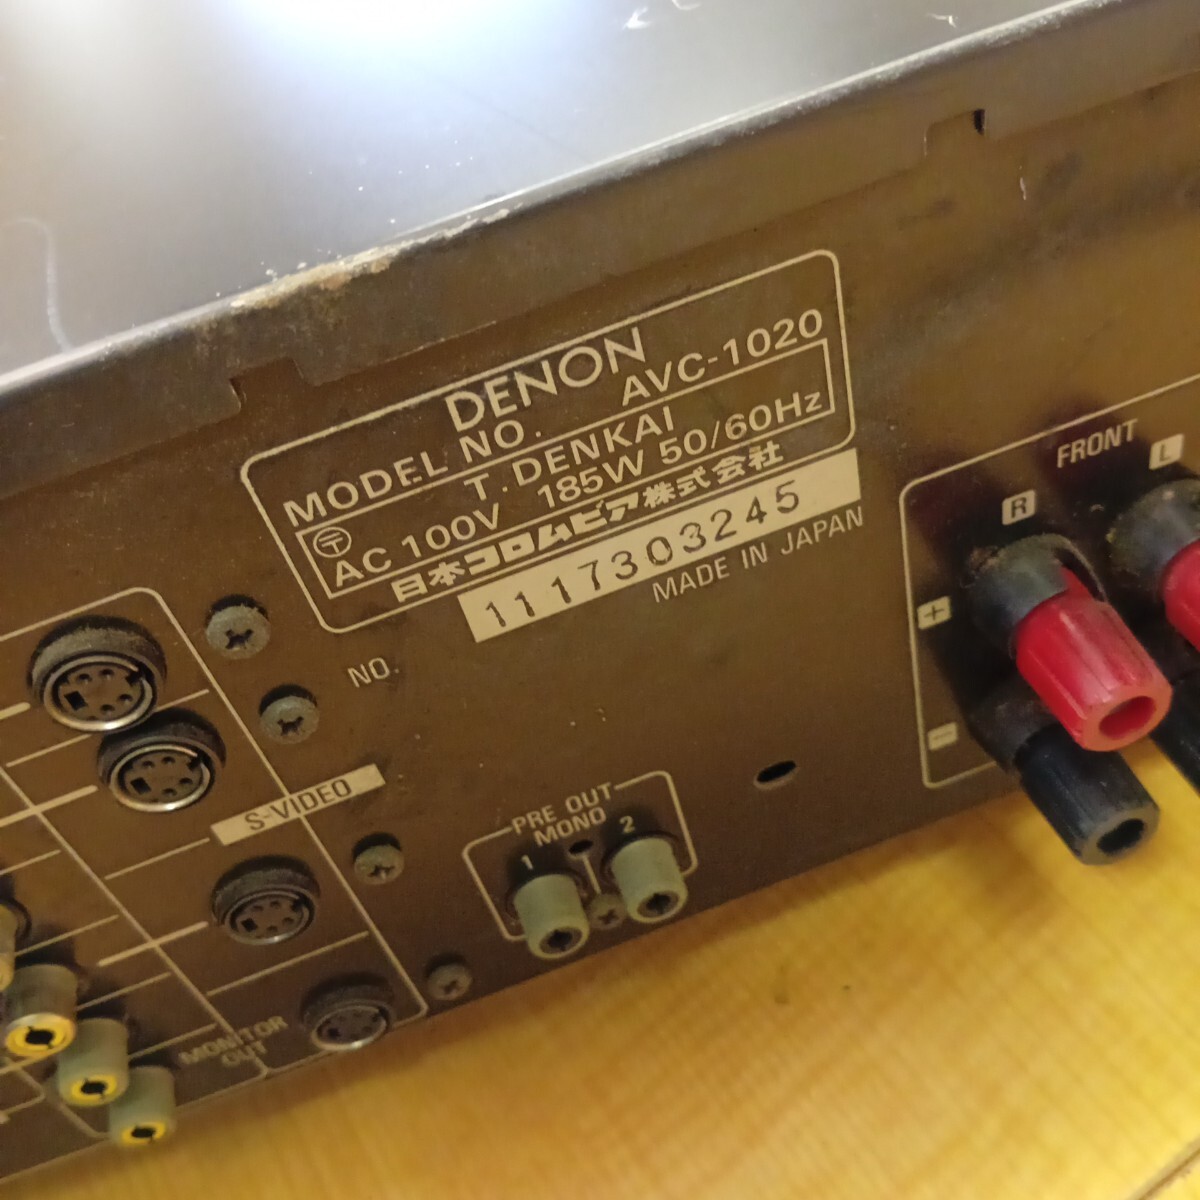 DENON
MODEL NO. AVC-1020
〒 T. DENKAI
AC 100V 185W 50/60Hz
日本コロムビア株式会社
1117303245
NO.
MADE IN JAPAN
FRONT
R
L
+
−
S-VIDEO
PRE OUT
MONO
1
2
MONITOR
OUT